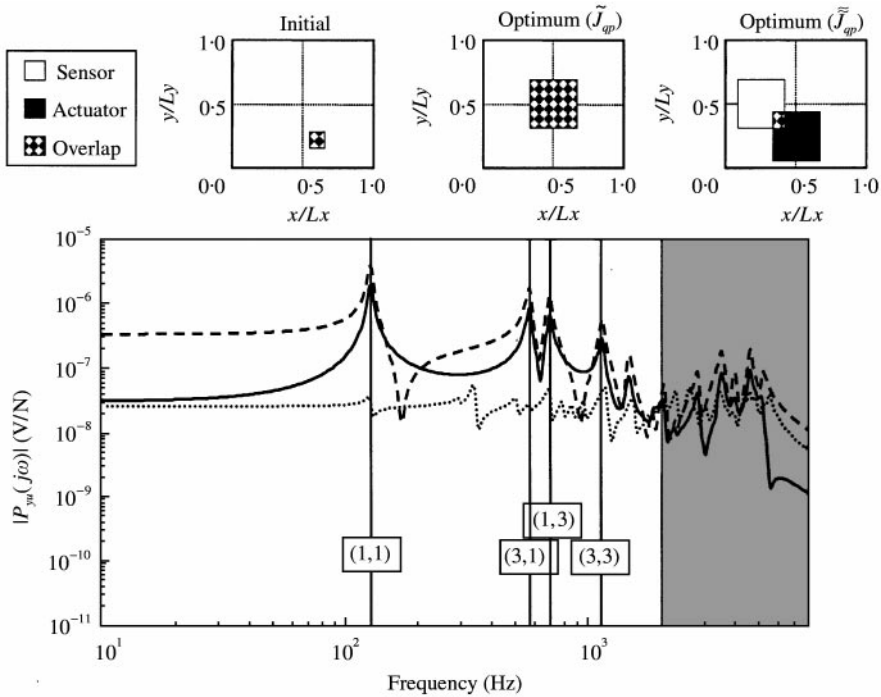 Initial
Optimum (J̃qp)
Optimum (J̃̃qp)
Sensor
Actuator
Overlap
y/Ly
1·0
0·5
0·0
0·5
1·0
x/Lx
y/Ly
1·0
0·5
0·0
0·5
1·0
x/Lx
y/Ly
1·0
0·5
0·0
0·5
1·0
x/Lx
|Pyu(jω)| (V/N)
10⁻⁵
10⁻⁶
10⁻⁷
10⁻⁸
10⁻⁹
10⁻¹⁰
10⁻¹¹
(1,1)
(3,1)
(1,3)
(3,3)
10¹
10²
10³
Frequency (Hz)